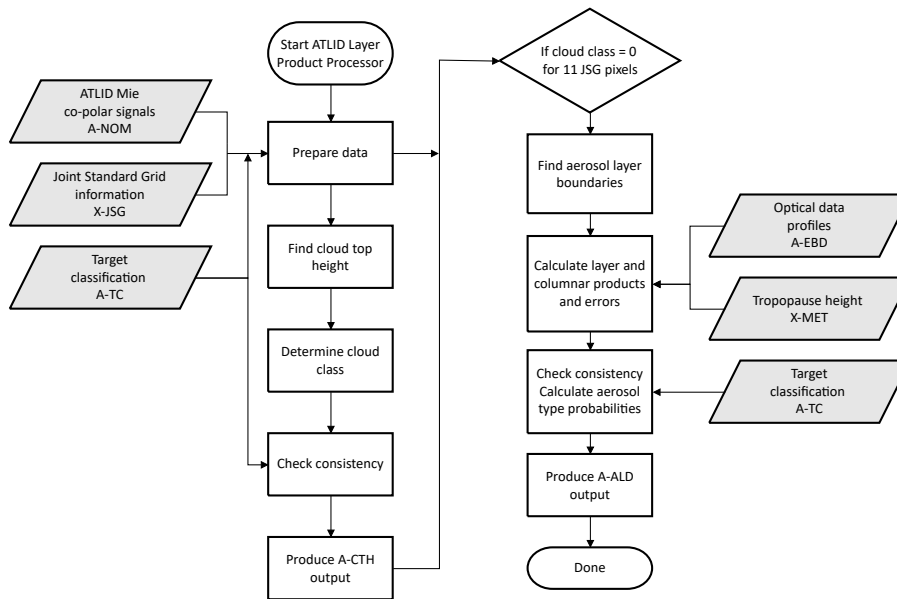 Start ATLID Layer
Product Processor
ATLID Mie
co-polar signals
A-NOM
Joint Standard Grid
information
X-JSG
Target
classification
A-TC
Prepare data
Find cloud top
height
Determine cloud
class
Check consistency
Produce A-CTH
output
If cloud class = 0
for 11 JSG pixels
Find aerosol layer
boundaries
Calculate layer and
columnar products
and errors
Optical data
profiles
A-EBD
Tropopause height
X-MET
Check consistency
Calculate aerosol
type probabilities
Target
classification
A-TC
Produce A-ALD
output
Done